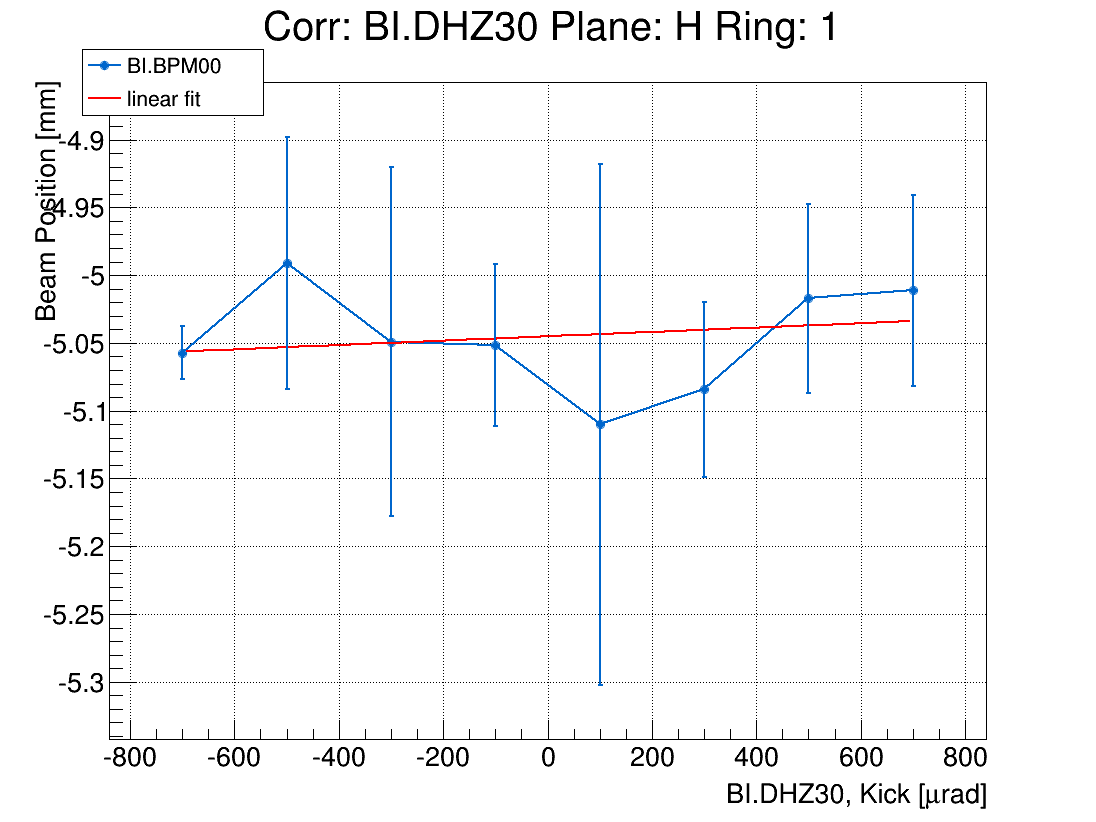 Corr: BI.DHZ30 Plane: H Ring: 1
BI.BPM00
linear fit
Beam Position [mm]
-4.9
-4.95
-5
-5.05
-5.1
-5.15
-5.2
-5.25
-5.3
-800 -600 -400 -200 0 200 400 600 800
BI.DHZ30, Kick [μrad]